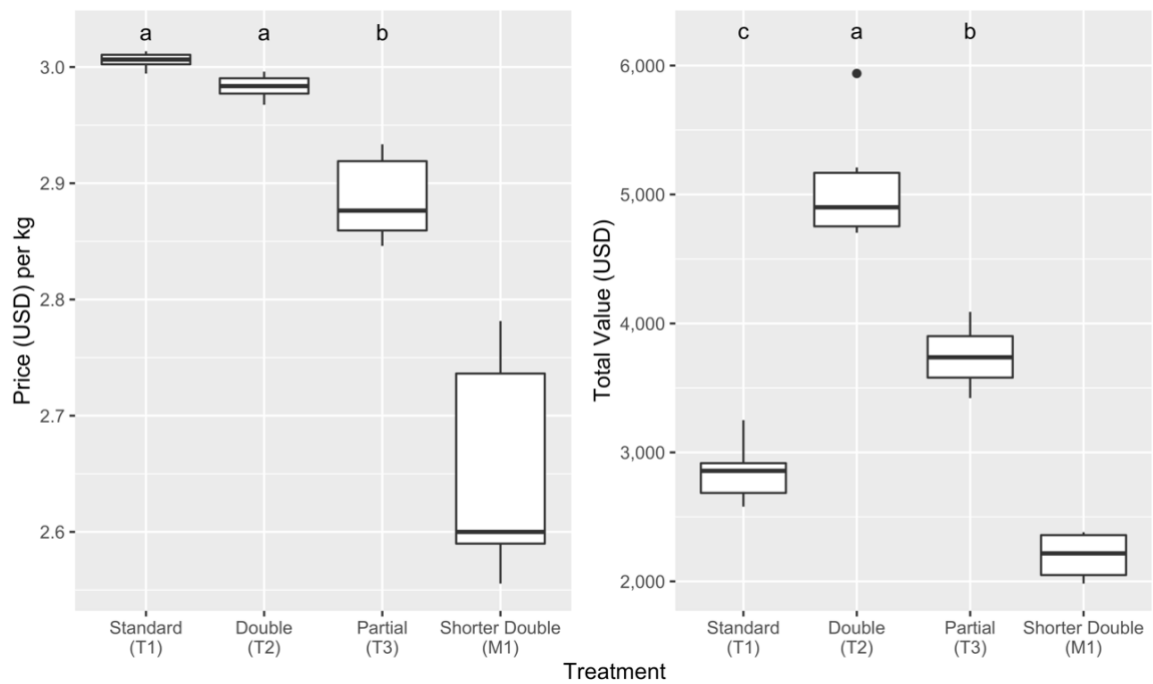 a a b
3.0
2.9
2.8
2.7
2.6
Price (USD) per kg
Standard (T1)
Double (T2)
Partial (T3)
Shorter Double (M1)
c a b
6,000
5,000
4,000
3,000
2,000
Total Value (USD)
Standard (T1)
Double (T2)
Partial (T3)
Shorter Double (M1)
Treatment